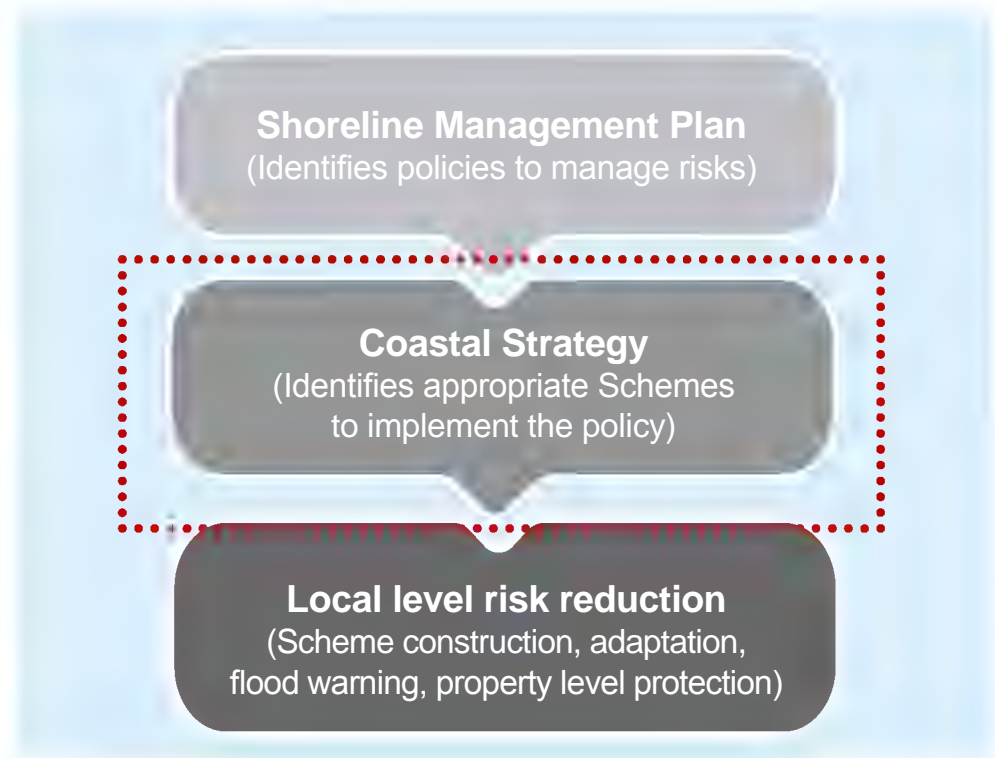 Shoreline Management Plan
(Identifies policies to manage risks)
Coastal Strategy
(Identifies appropriate Schemes
to implement the policy)
Local level risk reduction
(Scheme construction, adaptation,
flood warning, property level protection)